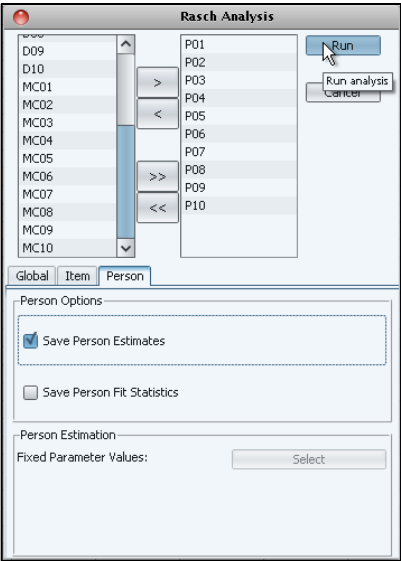 Rasch Analysis
D09
D10
MC01
MC02
MC03
MC04
MC05
MC06
MC07
MC08
MC09
MC10
>
<
>>
<<
P01
P02
P03
P04
P05
P06
P07
P08
P09
P10
Run
Run analysis
Cancel
Global Item Person
Person Options
Save Person Estimates
Save Person Fit Statistics
Person Estimation
Fixed Parameter Values: Select